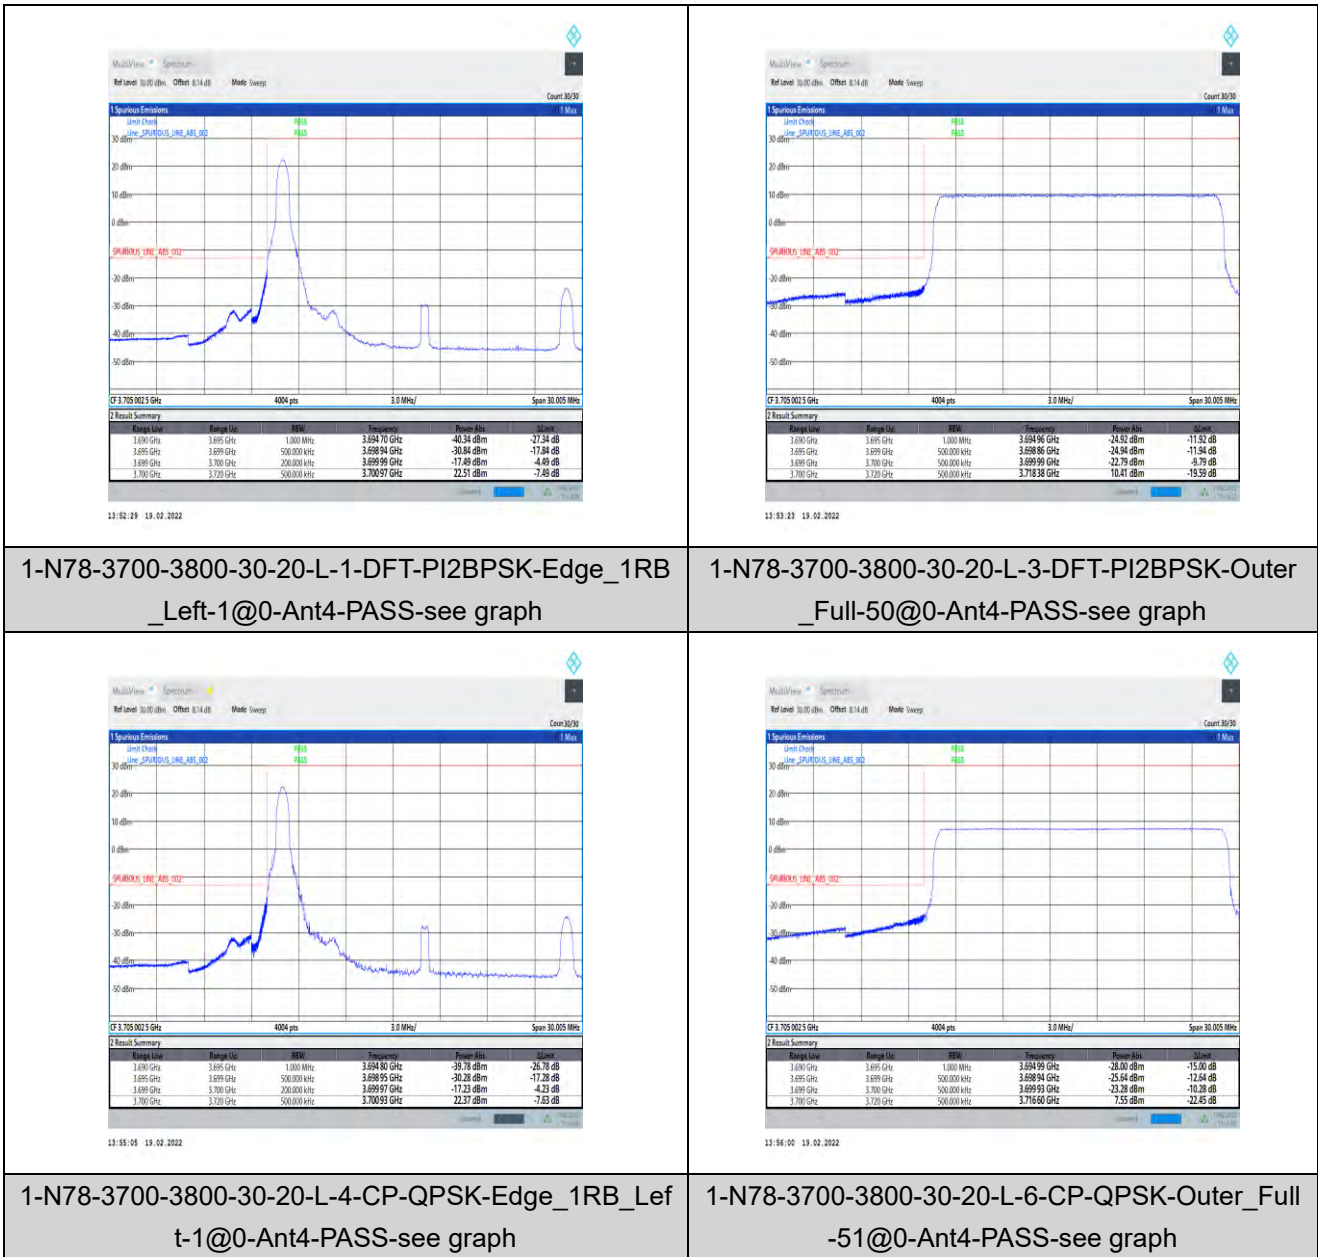 MultiView Spectrum
Ref Level 30.00 dBm Offset 8.14 dB Mode Sweep
Count 30/30
1 Spurious Emissions 1 Max
Limit Check PASS
Line _SPURIOUS_LINE_ABS_002 PASS
30 dBm
20 dBm
10 dBm
0 dBm
SPURIOUS_LINE_ABS_002
-20 dBm
-30 dBm
-40 dBm
-50 dBm
CF 3.705 002 5 GHz 4004 pts 3.0 MHz/ Span 30.005 MHz
2 Result Summary
Range Low Range Up RBW Frequency Power Abs ΔLimit
3.690 GHz 3.695 GHz 1.000 MHz 3.694 70 GHz -40.34 dBm -27.34 dB
3.695 GHz 3.699 GHz 500.000 kHz 3.698 94 GHz -30.84 dBm -17.84 dB
3.699 GHz 3.700 GHz 200.000 kHz 3.699 99 GHz -17.49 dBm -4.49 dB
3.700 GHz 3.720 GHz 500.000 kHz 3.700 97 GHz 22.51 dBm -7.49 dB
13:52:29 19.02.2022
MultiView Spectrum
Ref Level 30.00 dBm Offset 8.14 dB Mode Sweep
Count 30/30
1 Spurious Emissions 1 Max
Limit Check PASS
Line _SPURIOUS_LINE_ABS_002 PASS
30 dBm
20 dBm
10 dBm
0 dBm
SPURIOUS_LINE_ABS_002
-20 dBm
-30 dBm
-40 dBm
-50 dBm
CF 3.705 002 5 GHz 4004 pts 3.0 MHz/ Span 30.005 MHz
2 Result Summary
Range Low Range Up RBW Frequency Power Abs ΔLimit
3.690 GHz 3.695 GHz 1.000 MHz 3.694 96 GHz -24.92 dBm -11.92 dB
3.695 GHz 3.699 GHz 500.000 kHz 3.698 86 GHz -24.94 dBm -11.94 dB
3.699 GHz 3.700 GHz 200.000 kHz 3.699 99 GHz -22.79 dBm -9.79 dB
3.700 GHz 3.720 GHz 500.000 kHz 3.718 38 GHz 10.41 dBm -19.59 dB
13:53:23 19.02.2022
1-N78-3700-3800-30-20-L-1-DFT-PI2BPSK-Edge_1RB
_Left-1@0-Ant4-PASS-see graph
1-N78-3700-3800-30-20-L-3-DFT-PI2BPSK-Outer
_Full-50@0-Ant4-PASS-see graph
MultiView Spectrum
Ref Level 30.00 dBm Offset 8.14 dB Mode Sweep
Count 30/30
1 Spurious Emissions 1 Max
Limit Check PASS
Line _SPURIOUS_LINE_ABS_002 PASS
30 dBm
20 dBm
10 dBm
0 dBm
SPURIOUS_LINE_ABS_002
-20 dBm
-30 dBm
-40 dBm
-50 dBm
CF 3.705 002 5 GHz 4004 pts 3.0 MHz/ Span 30.005 MHz
2 Result Summary
Range Low Range Up RBW Frequency Power Abs ΔLimit
3.690 GHz 3.695 GHz 1.000 MHz 3.694 80 GHz -39.78 dBm -26.78 dB
3.695 GHz 3.699 GHz 500.000 kHz 3.698 95 GHz -30.28 dBm -17.28 dB
3.699 GHz 3.700 GHz 200.000 kHz 3.699 97 GHz -17.23 dBm -4.23 dB
3.700 GHz 3.720 GHz 500.000 kHz 3.700 93 GHz 22.37 dBm -7.63 dB
13:55:05 19.02.2022
MultiView Spectrum
Ref Level 30.00 dBm Offset 8.14 dB Mode Sweep
Count 30/30
1 Spurious Emissions 1 Max
Limit Check PASS
Line _SPURIOUS_LINE_ABS_002 PASS
30 dBm
20 dBm
10 dBm
0 dBm
SPURIOUS_LINE_ABS_002
-20 dBm
-30 dBm
-40 dBm
-50 dBm
CF 3.705 002 5 GHz 4004 pts 3.0 MHz/ Span 30.005 MHz
2 Result Summary
Range Low Range Up RBW Frequency Power Abs ΔLimit
3.690 GHz 3.695 GHz 1.000 MHz 3.694 99 GHz -28.00 dBm -15.00 dB
3.695 GHz 3.699 GHz 500.000 kHz 3.698 94 GHz -25.64 dBm -12.64 dB
3.699 GHz 3.700 GHz 200.000 kHz 3.699 93 GHz -23.28 dBm -10.28 dB
3.700 GHz 3.720 GHz 500.000 kHz 3.716 60 GHz 7.55 dBm -22.45 dB
13:56:00 19.02.2022
1-N78-3700-3800-30-20-L-4-CP-QPSK-Edge_1RB_Lef
t-1@0-Ant4-PASS-see graph
1-N78-3700-3800-30-20-L-6-CP-QPSK-Outer_Full
-51@0-Ant4-PASS-see graph